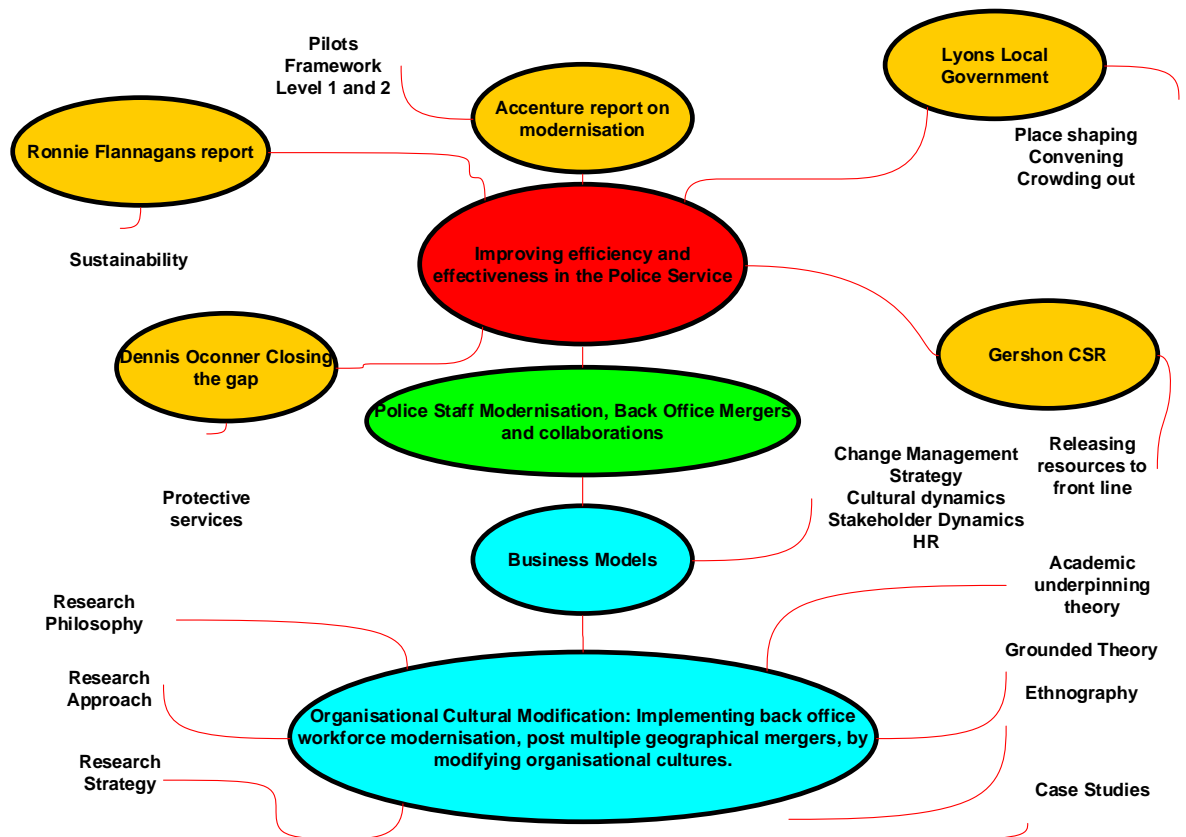 Pilots
Framework
Level 1 and 2
Accenture report on
modernisation
Lyons Local
Government
Ronnie Flannagans report
Place shaping
Convening
Crowding out
Sustainability
Improving efficiency and
effectiveness in the Police Service
Dennis Oconner Closing
the gap
Gershon CSR
Police Staff Modernisation, Back Office Mergers
and collaborations
Releasing
resources to
front line
Protective
services
Change Management
Strategy
Cultural dynamics
Stakeholder Dynamics
HR
Business Models
Academic
underpinning
theory
Research
Philosophy
Grounded Theory
Research
Approach
Ethnography
Organisational Cultural Modification: Implementing back office
workforce modernisation, post multiple geographical mergers, by
modifying organisational cultures.
Research
Strategy
Case Studies